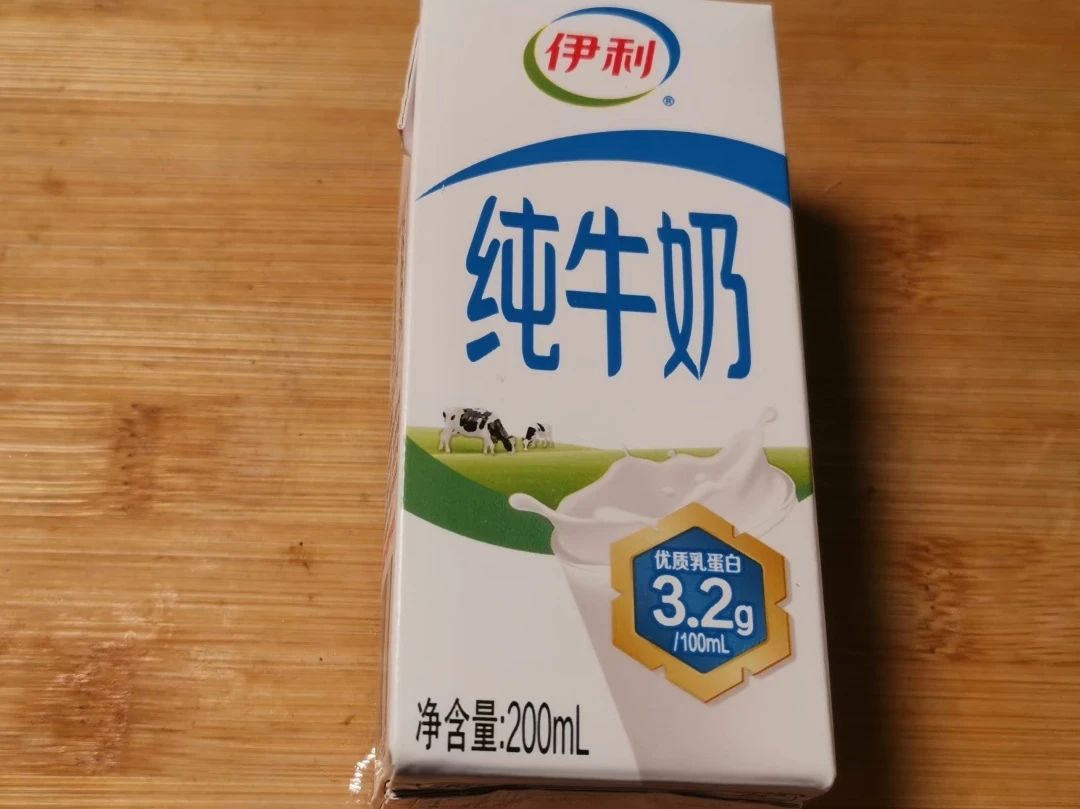 伊利
®
纯牛奶
优质乳蛋白
3.2g
/100mL
净含量:200mL